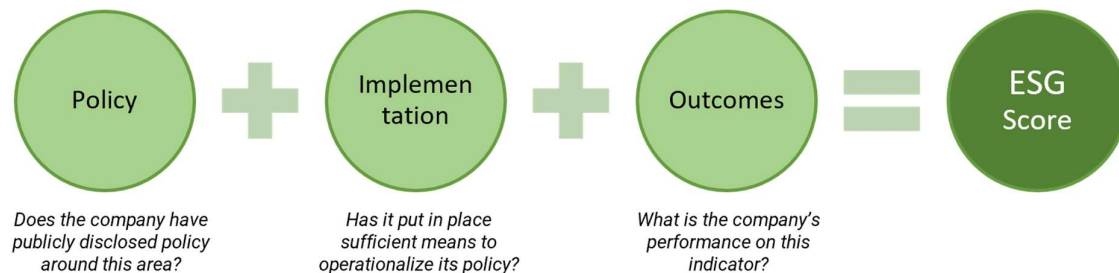 Policy
Implemen
tation
Outcomes
ESG
Score
Does the company have
publicly disclosed policy
around this area?
Has it put in place
sufficient means to
operationalize its policy?
What is the company’s
performance on this
indicator?